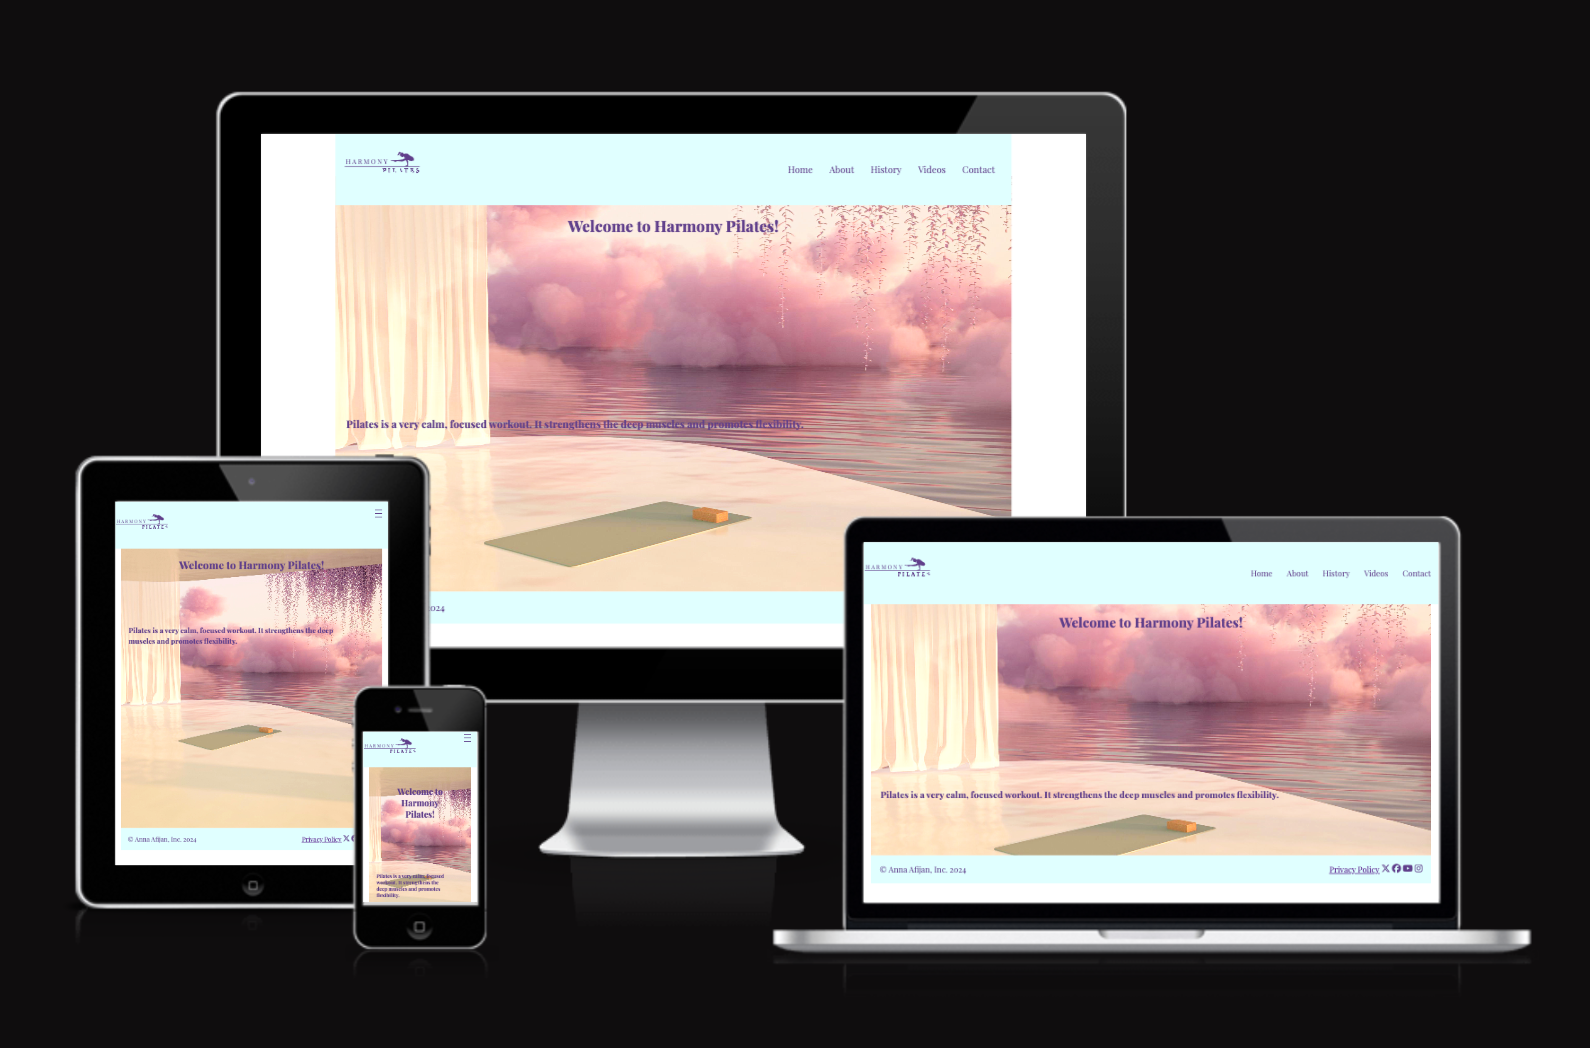 HARMONY
PILATES
Home About History Videos Contact
Welcome to Harmony Pilates!
Pilates is a very calm, focused workout. It strengthens the deep muscles and promotes flexibility.
2024
HARMONY
PILATES
Welcome to Harmony Pilates!
Pilates is a very calm, focused workout. It strengthens the deep
muscles and promotes flexibility.
© Anna Afijan, Inc. 2024 Privacy Policy
HARMONY
PILATES
Welcome to
Harmony
Pilates!
Pilates is a very calm, focused
workout. It strengthens the
deep muscles and promotes
flexibility.
HARMONY
PILATES
Home About History Videos Contact
Welcome to Harmony Pilates!
Pilates is a very calm, focused workout. It strengthens the deep muscles and promotes flexibility.
© Anna Afijan, Inc. 2024 Privacy Policy